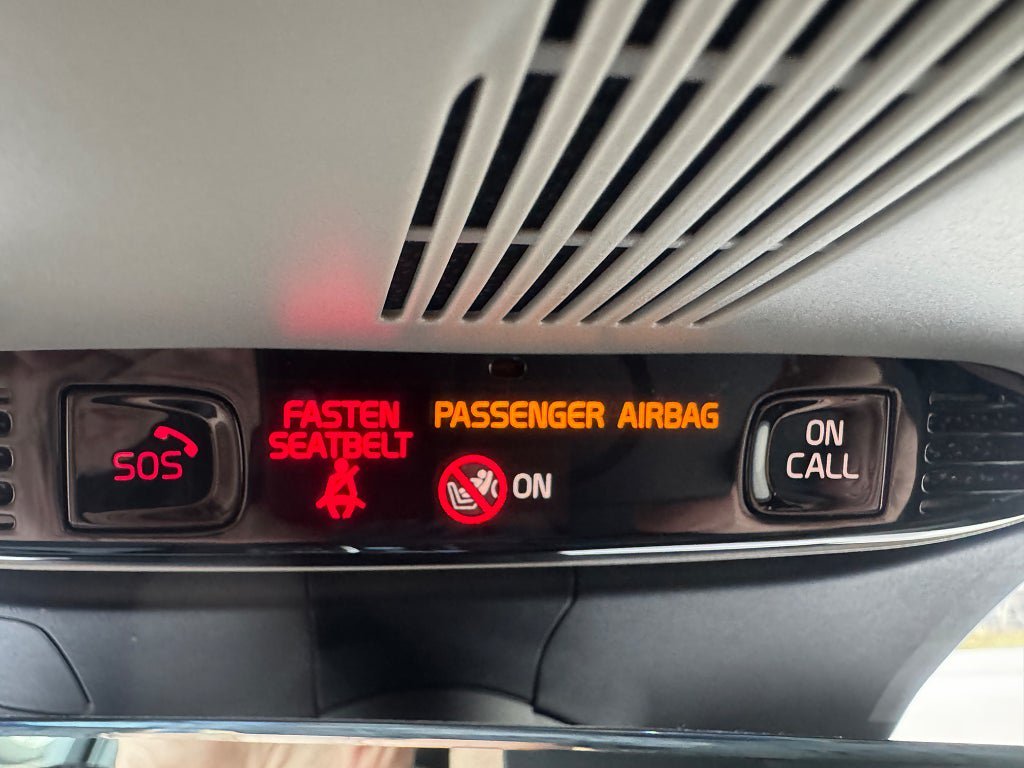 SOS
FASTEN
SEATBELT
PASSENGER AIRBAG
ON
ON
CALL